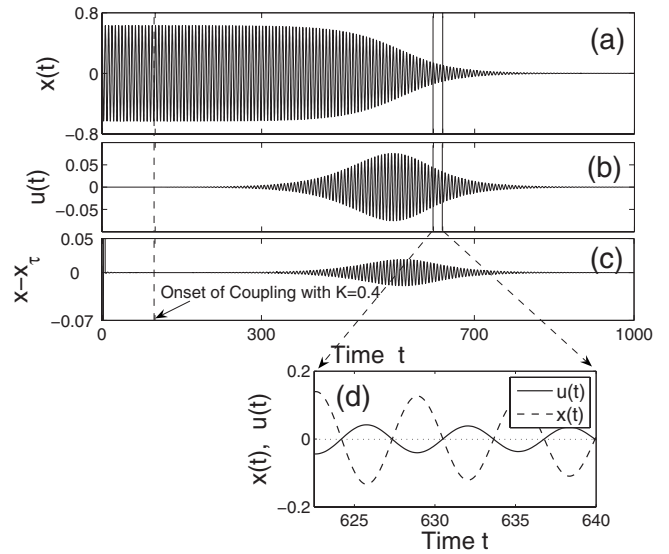 0.8
(a)
x(t)
0
−0.8
0.05
(b)
u(t)
0
−0.05
0.05
(c)
x−x_τ
0
Onset of Coupling with K=0.4
−0.07
0 300 700 1000
Time t
0.2
(d)
u(t)
x(t)
x(t), u(t)
0
−0.2
625 630 635 640
Time t